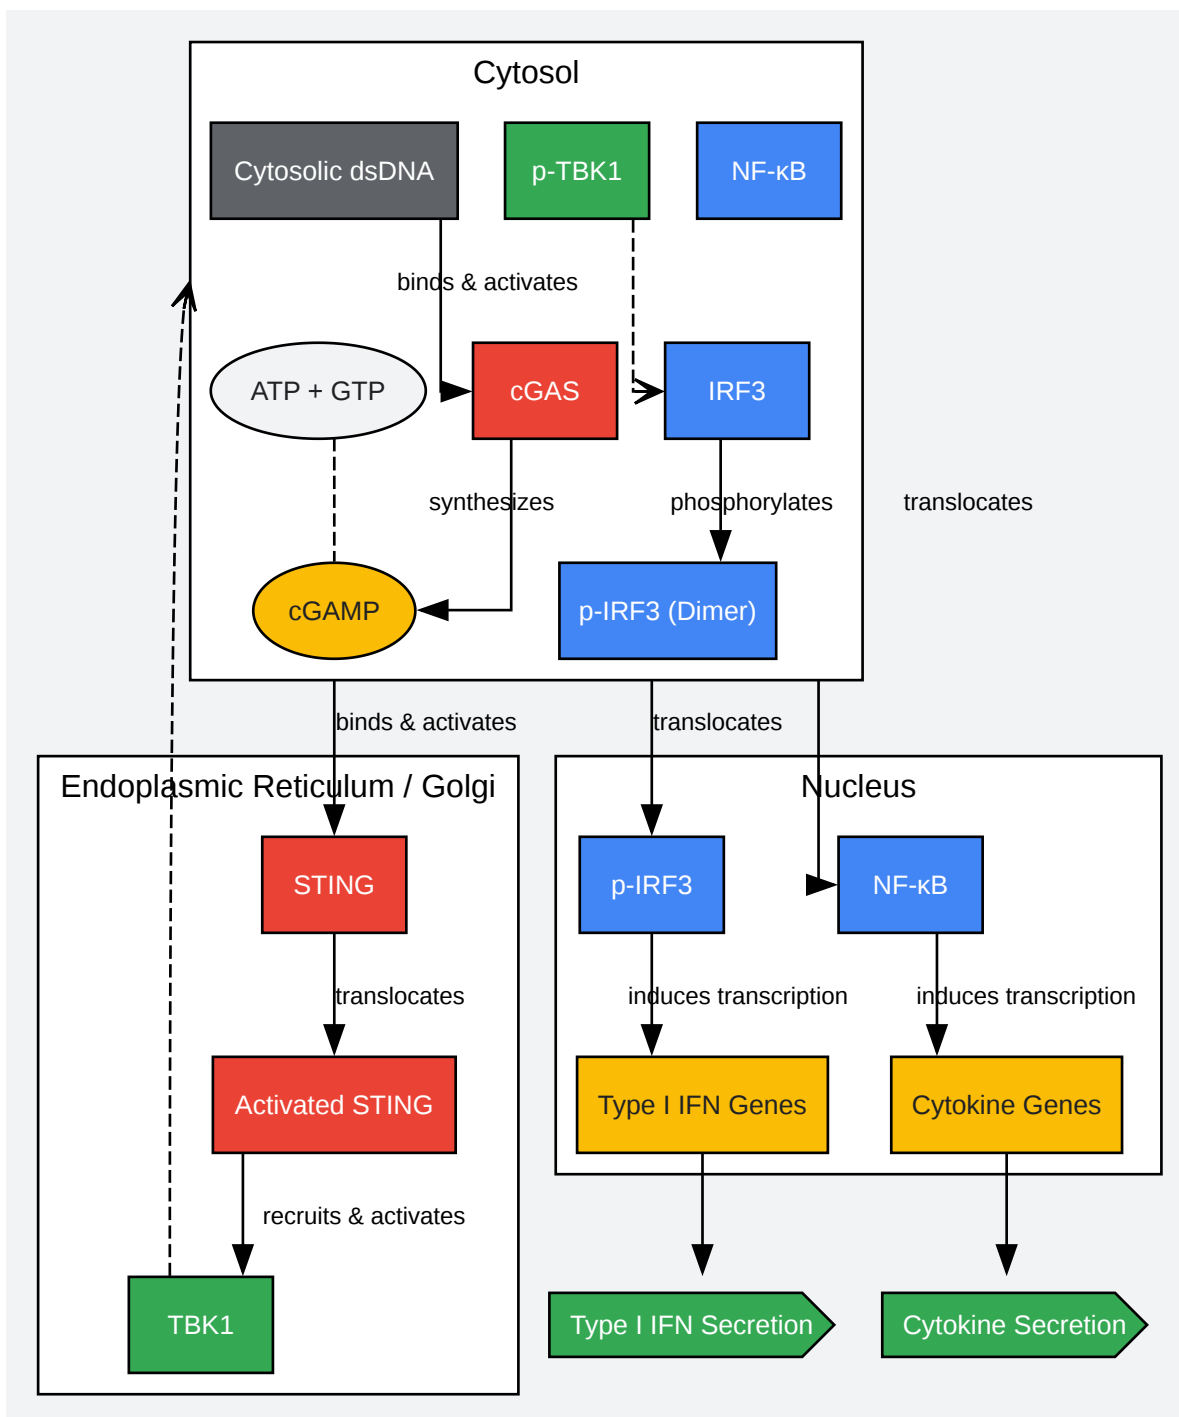 Cytosol
Cytosolic dsDNA
p-TBK1
NF-κB
binds & activates
ATP + GTP
cGAS
IRF3
synthesizes
phosphorylates
translocates
cGAMP
p-IRF3 (Dimer)
binds & activates
translocates
Endoplasmic Reticulum / Golgi
Nucleus
STING
p-IRF3
NF-κB
translocates
induces transcription
induces transcription
Activated STING
Type I IFN Genes
Cytokine Genes
recruits & activates
TBK1
Type I IFN Secretion
Cytokine Secretion